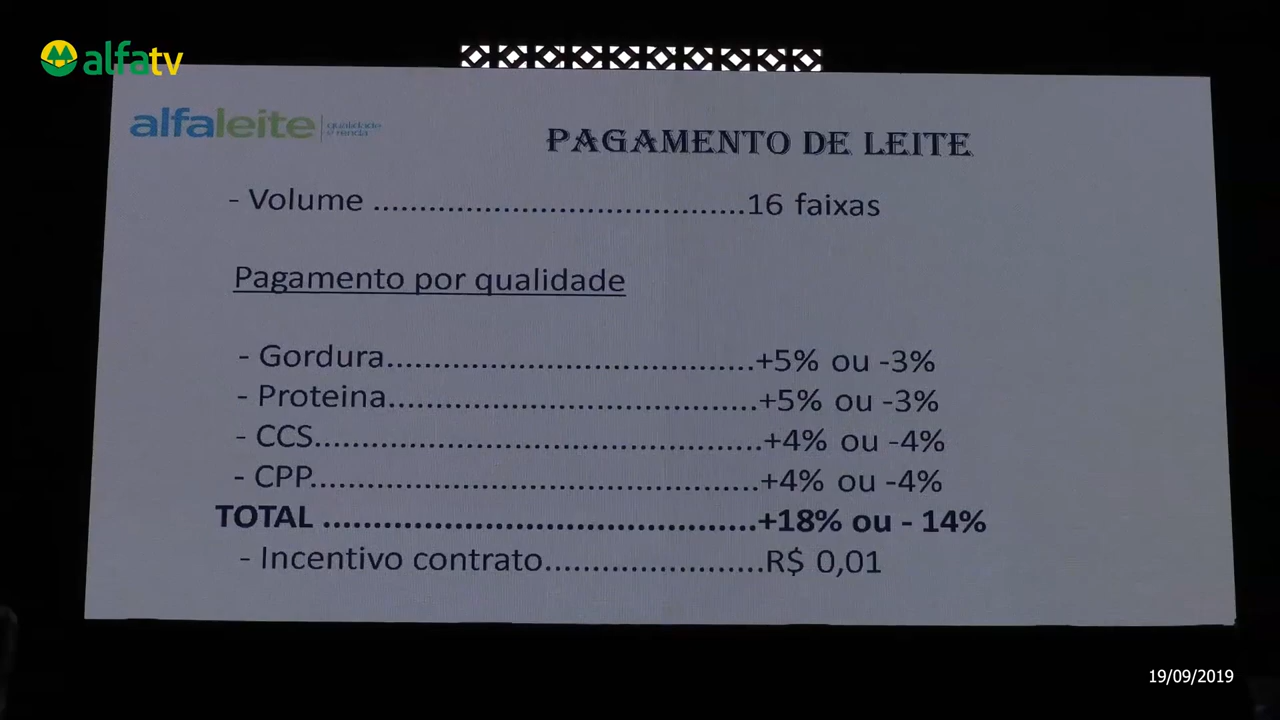 alfatv
alfaleite qualidade e renda
PAGAMENTO DE LEITE
- Volume ........................................16 faixas
Pagamento por qualidade
- Gordura.......................................+5% ou -3%
- Proteina.......................................+5% ou -3%
- CCS................................................+4% ou -4%
- CPP................................................+4% ou -4%
TOTAL ..............................................+18% ou - 14%
- Incentivo contrato.......................R$ 0,01
19/09/2019